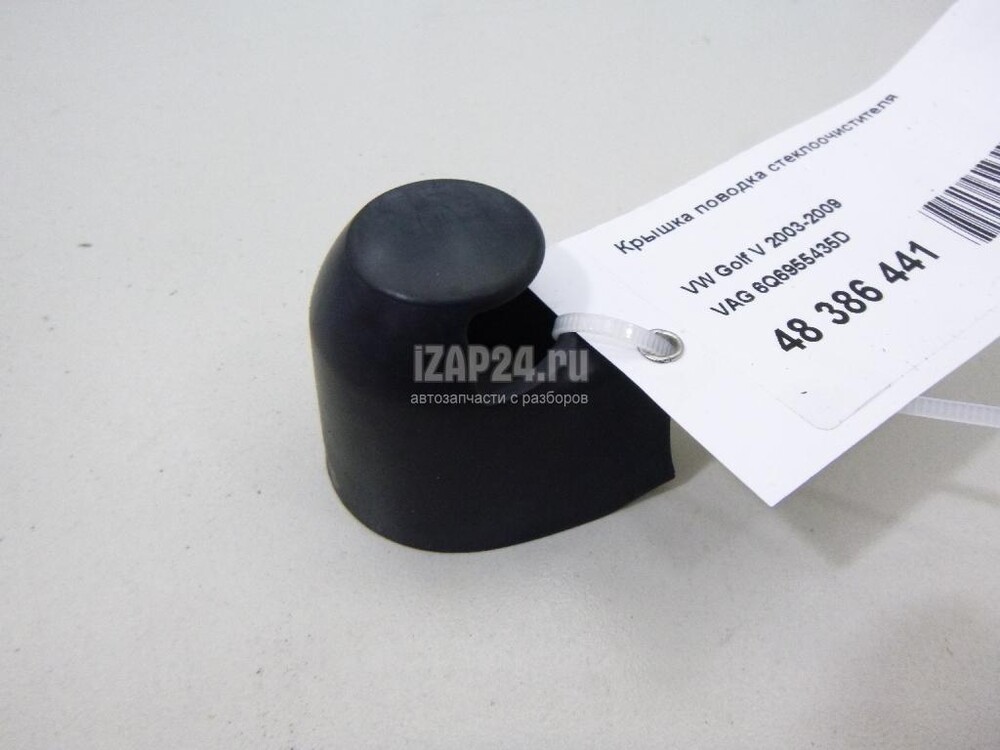 Крышка поводка стеклоочистителя
VW Golf V 2003-2009
VAG 6Q6955435D
48 386 441
iZAP24.ru
автозапчасти с разборов